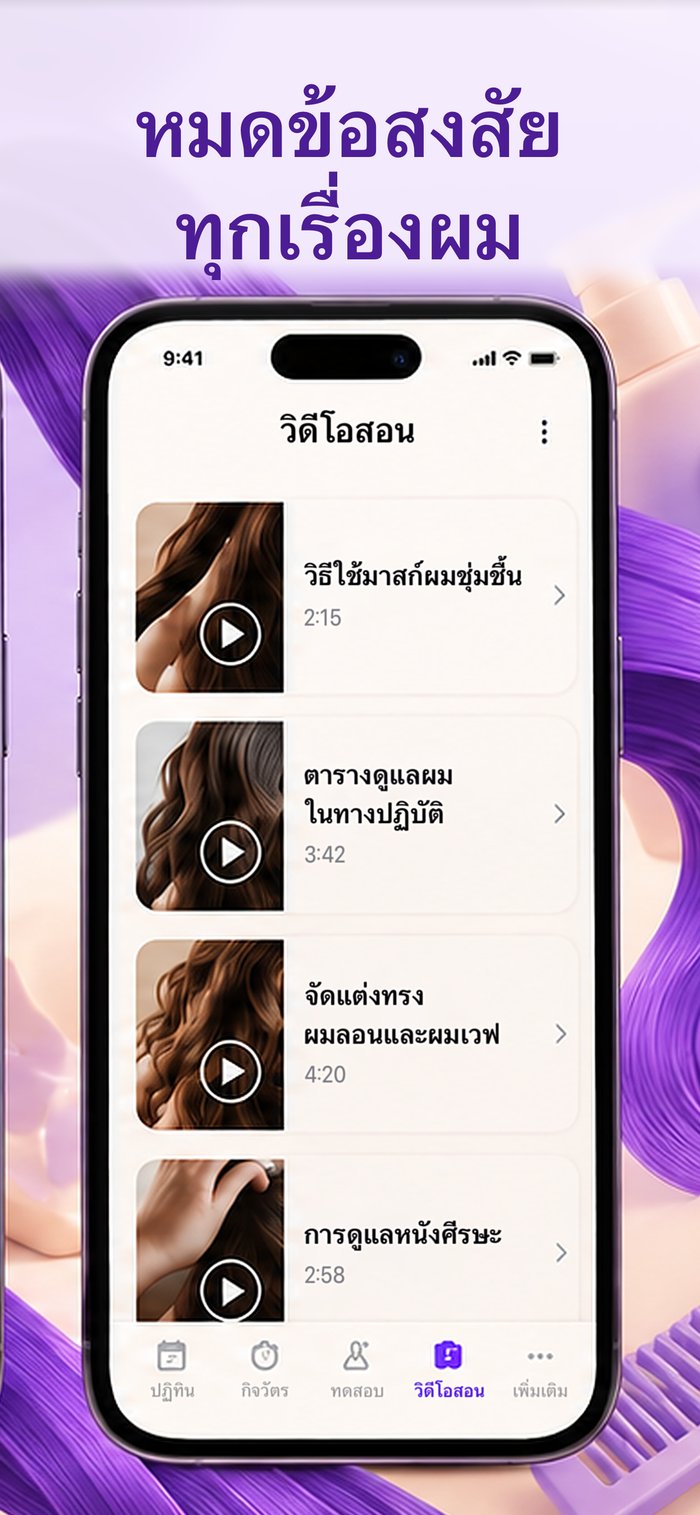 หมดข้อสงสัย
ทุกเรื่องผม
9:41
วิดีโอสอน
วิธีใช้มาสก์ผมชุ่มชื้น
2:15
ตารางดูแลผม
ในทางปฏิบัติ
3:42
จัดแต่งทรง
ผมลอนและผมเวฟ
4:20
การดูแลหนังศีรษะ
2:58
ปฏิทิน
กิจวัตร
ทดสอบ
วิดีโอสอน
เพิ่มเติม